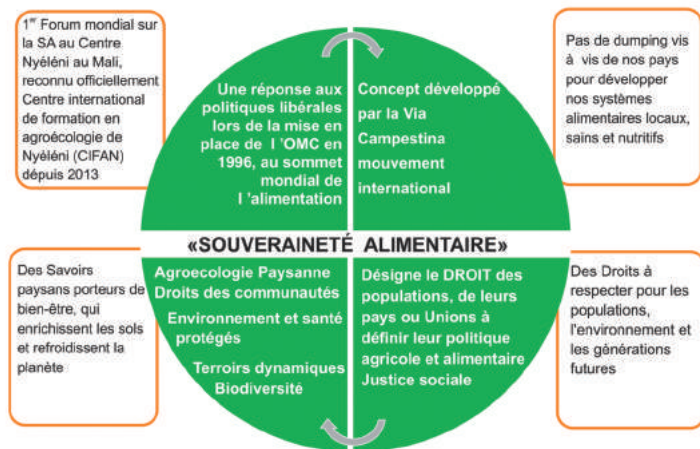 1er Forum mondial sur
la SA au Centre
Nyéléni au Mali,
reconnu officiellement
Centre international
de formation en
agroécologie de
Nyéléni (CIFAN)
dépuis 2013
Une réponse aux
politiques libérales
lors de la mise en
place de l 'OMC en
1996, au sommet
mondial de
l 'alimentation
Concept développé
par la Via
Campestina
mouvement
international
Pas de dumping vis
à vis de nos pays
pour développer
nos systèmes
alimentaires locaux,
sains et nutritifs
«SOUVERAINETÉ ALIMENTAIRE»
Des Savoirs
paysans porteurs de
bien-être, qui
enrichissent les sols
et refroidissent la
planète
Agroecologie Paysanne
Droits des communautés
Environnement et santé
protégés
Terroirs dynamiques
Biodiversité
Désigne le DROIT des
populations, de leurs
pays ou Unions à
définir leur politique
agricole et alimentaire
Justice sociale
Des Droits à
respecter pour les
populations,
l'environnement et
les générations
futures